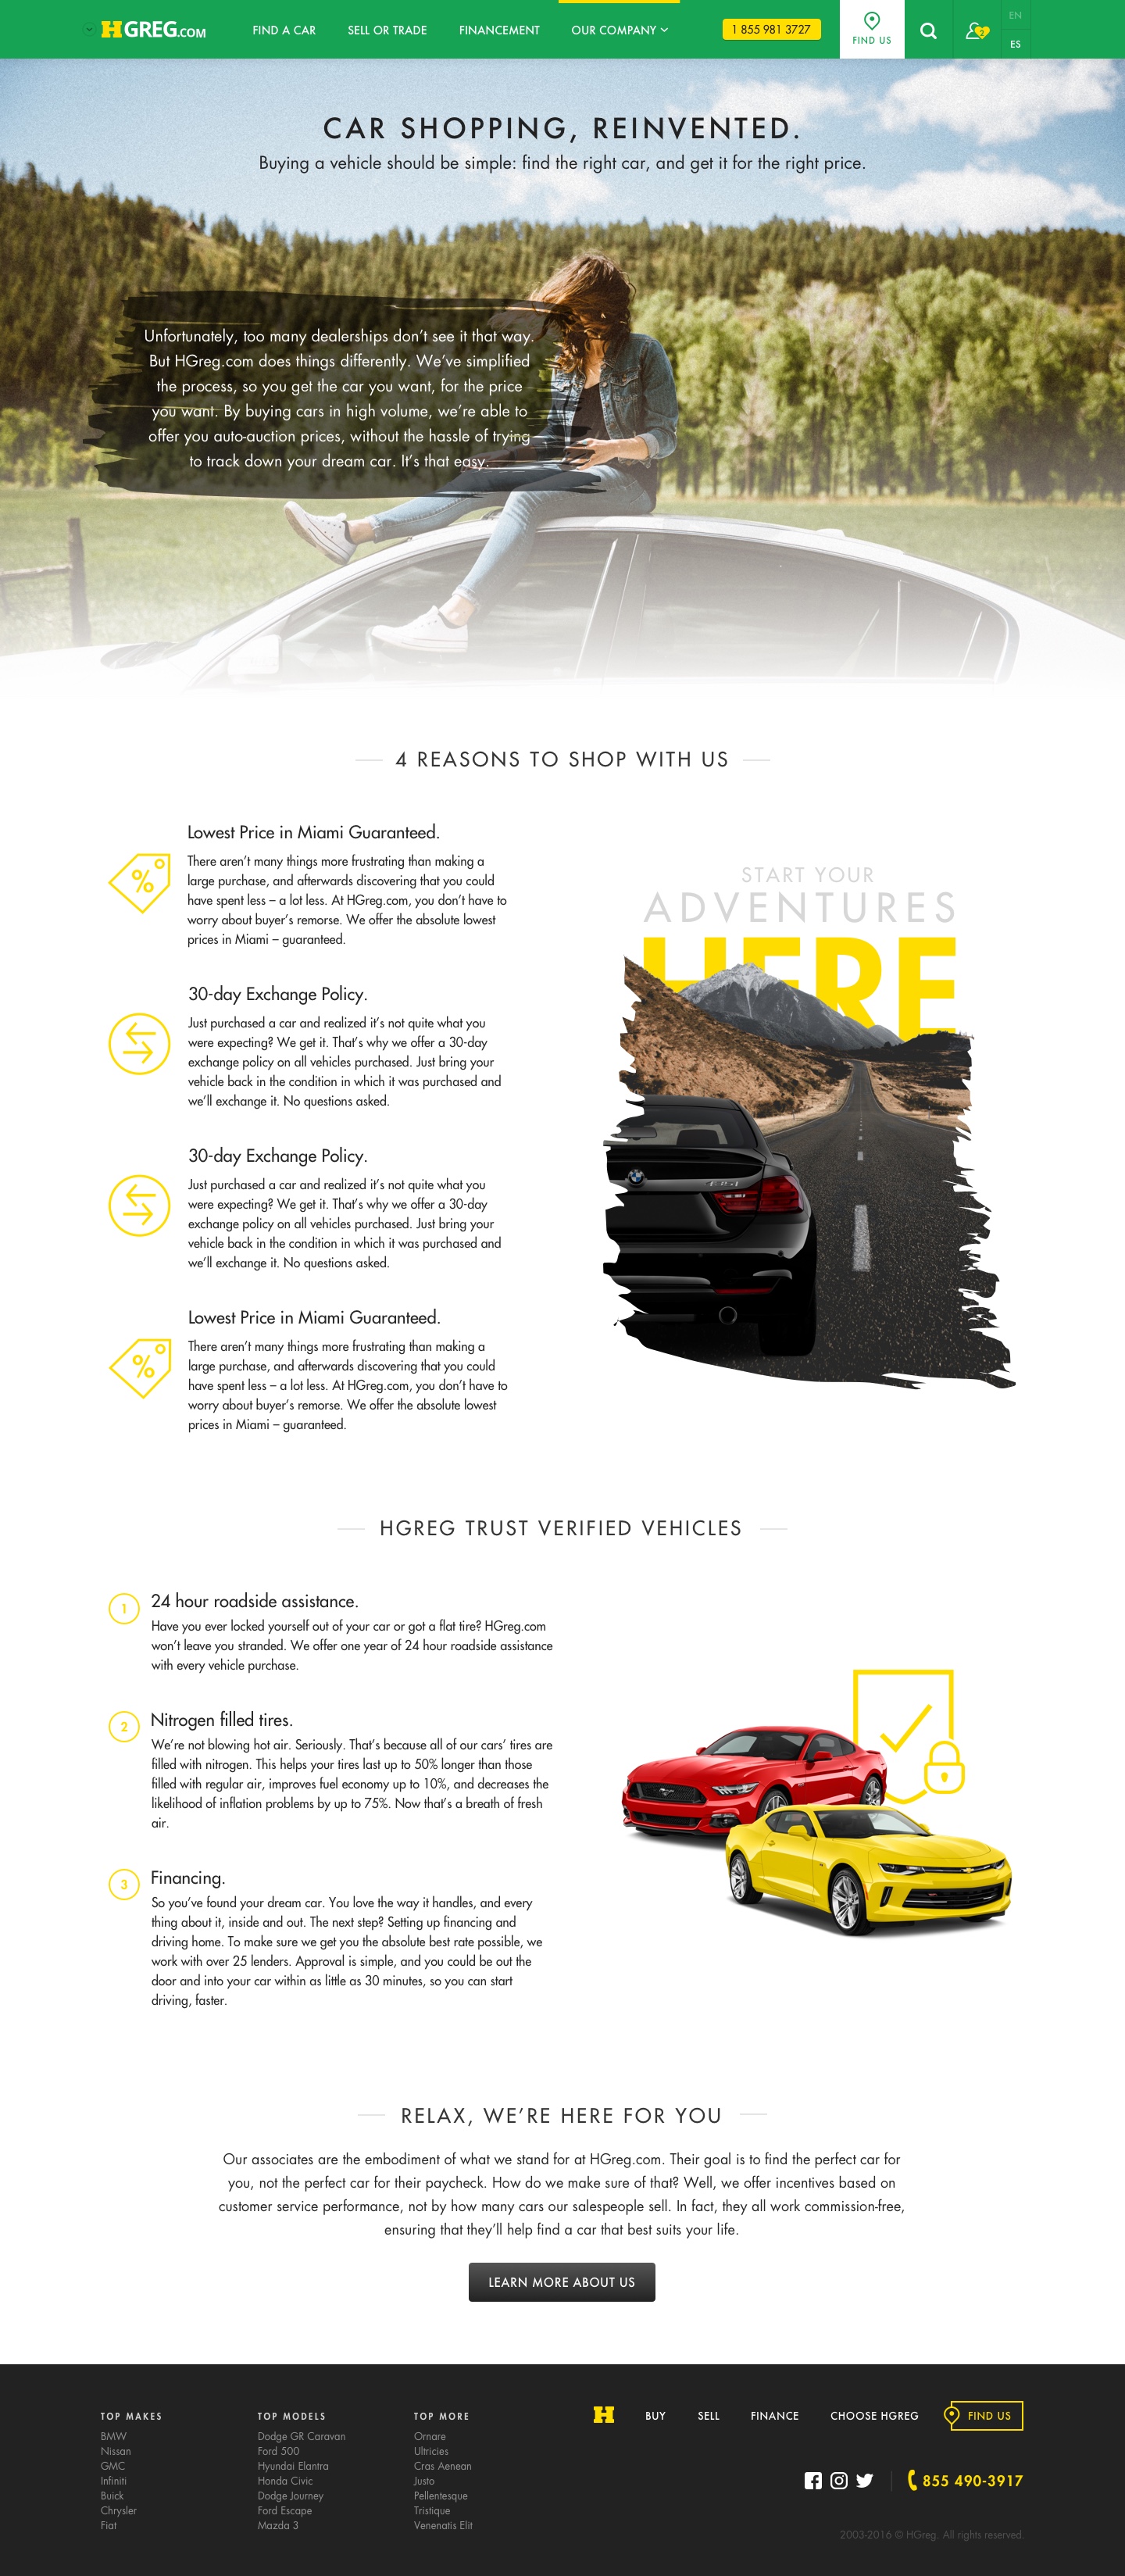 HGREG.COM
FIND A CAR
SELL OR TRADE
FINANCEMENT
OUR COMPANY
1 855 981 3727
FIND US
2
EN
ES
CAR SHOPPING, REINVENTED.
Buying a vehicle should be simple: find the right car, and get it for the right price.
Unfortunately, too many dealerships don't see it that way.
But HGreg.com does things differently. We've simplified
the process, so you get the car you want, for the price
you want. By buying cars in high volume, we're able to
offer you auto-auction prices, without the hassle of trying
to track down your dream car. It's that easy.
4 REASONS TO SHOP WITH US
Lowest Price in Miami Guaranteed.
There aren't many things more frustrating than making a
large purchase, and afterwards discovering that you could
have spent less – a lot less. At HGreg.com, you don't have to
worry about buyer's remorse. We offer the absolute lowest
prices in Miami – guaranteed.
30-day Exchange Policy.
Just purchased a car and realized it's not quite what you
were expecting? We get it. That's why we offer a 30-day
exchange policy on all vehicles purchased. Just bring your
vehicle back in the condition in which it was purchased and
we'll exchange it. No questions asked.
30-day Exchange Policy.
Just purchased a car and realized it's not quite what you
were expecting? We get it. That's why we offer a 30-day
exchange policy on all vehicles purchased. Just bring your
vehicle back in the condition in which it was purchased and
we'll exchange it. No questions asked.
Lowest Price in Miami Guaranteed.
There aren't many things more frustrating than making a
large purchase, and afterwards discovering that you could
have spent less – a lot less. At HGreg.com, you don't have to
worry about buyer's remorse. We offer the absolute lowest
prices in Miami – guaranteed.
START YOUR
ADVENTURES
HERE
HGREG TRUST VERIFIED VEHICLES
1
24 hour roadside assistance.
Have you ever locked yourself out of your car or got a flat tire? HGreg.com
won't leave you stranded. We offer one year of 24 hour roadside assistance
with every vehicle purchase.
2
Nitrogen filled tires.
We're not blowing hot air. Seriously. That's because all of our cars' tires are
filled with nitrogen. This helps your tires last up to 50% longer than those
filled with regular air, improves fuel economy up to 10%, and decreases the
likelihood of inflation problems by up to 75%. Now that's a breath of fresh
air.
3
Financing.
So you've found your dream car. You love the way it handles, and every
thing about it, inside and out. The next step? Setting up financing and
driving home. To make sure we get you the absolute best rate possible, we
work with over 25 lenders. Approval is simple, and you could be out the
door and into your car within as little as 30 minutes, so you can start
driving, faster.
RELAX, WE'RE HERE FOR YOU
Our associates are the embodiment of what we stand for at HGreg.com. Their goal is to find the perfect car for
you, not the perfect car for their paycheck. How do we make sure of that? Well, we offer incentives based on
customer service performance, not by how many cars our salespeople sell. In fact, they all work commission-free,
ensuring that they'll help find a car that best suits your life.
LEARN MORE ABOUT US
TOP MAKES
BMW
Nissan
GMC
Infiniti
Buick
Chrysler
Fiat
TOP MODELS
Dodge GR Caravan
Ford 500
Hyundai Elantra
Honda Civic
Dodge Journey
Ford Escape
Mazda 3
TOP MORE
Ornare
Ultricies
Cras Aenean
Justo
Pellentesque
Tristique
Venenatis Elit
H
BUY
SELL
FINANCE
CHOOSE HGREG
FIND US
855 490-3917
2003-2016 © HGreg. All rights reserved.